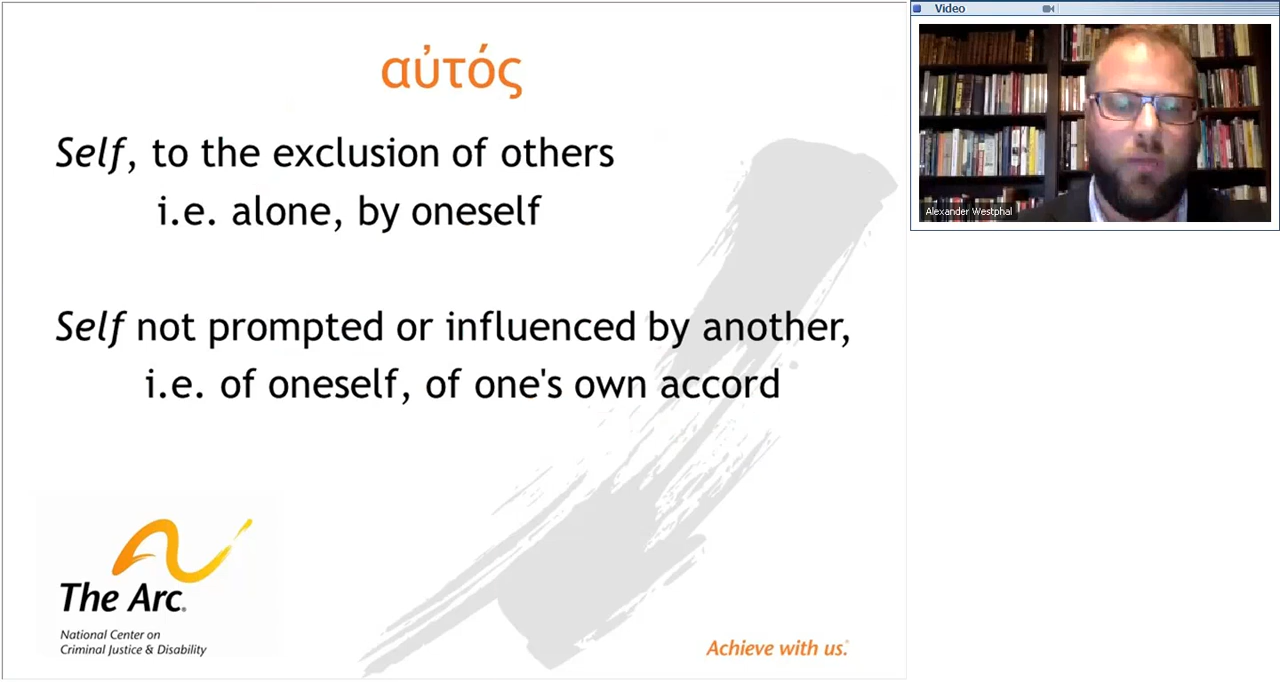 αὐτός
Self, to the exclusion of others
i.e. alone, by oneself
Self not prompted or influenced by another,
i.e. of oneself, of one's own accord
The Arc®
National Center on
Criminal Justice & Disability
Achieve with us.®
Video
Alexander Westphal